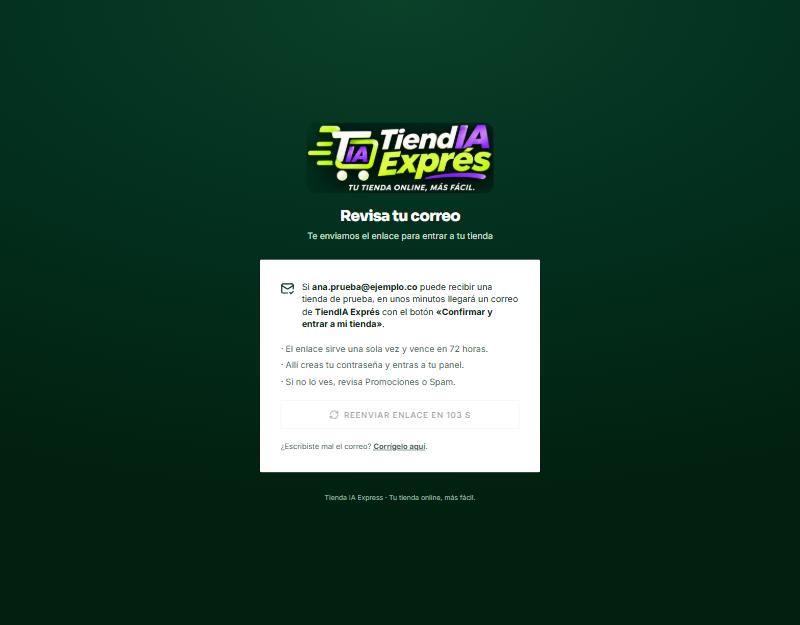 TiendIA
TIA
Exprés
TU TIENDA ONLINE, MÁS FÁCIL.
Revisa tu correo
Te enviamos el enlace para entrar a tu tienda
Si ana.prueba@ejemplo.co puede recibir una
tienda de prueba, en unos minutos llegará un correo
de TiendIA Exprés con el botón «Confirmar y
entrar a mi tienda».
· El enlace sirve una sola vez y vence en 72 horas.
· Allí creas tu contraseña y entras a tu panel.
· Si no lo ves, revisa Promociones o Spam.
REENVIAR ENLACE EN 103 S
¿Escribiste mal el correo? Corrígelo aquí.
Tienda IA Express · Tu tienda online, más fácil.